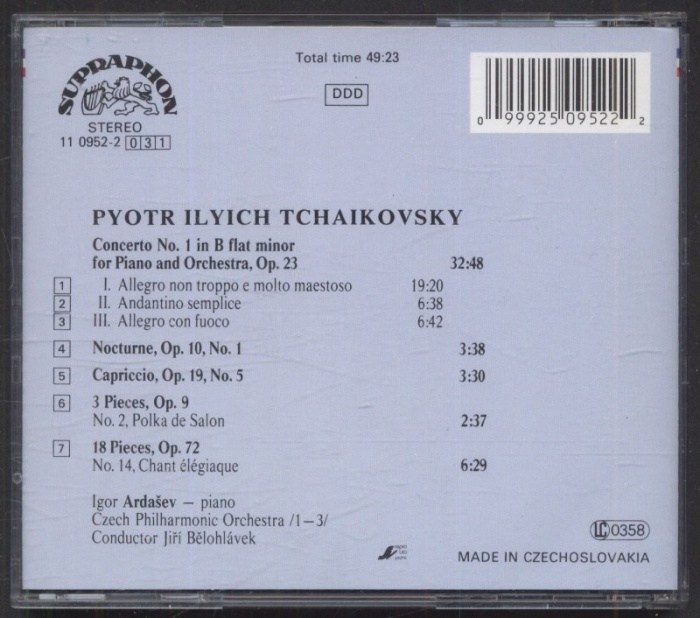 Total time 49:23
DDD
SUPRAPHON
STEREO
11 0952-2 031
0 99925 09522 2
PYOTR ILYICH TCHAIKOVSKY
Concerto No. 1 in B flat minor
for Piano and Orchestra, Op. 23 32:48
1 I. Allegro non troppo e molto maestoso 19:20
2 II. Andantino semplice 6:38
3 III. Allegro con fuoco 6:42
4 Nocturne, Op. 10, No. 1 3:38
5 Capriccio, Op. 19, No. 5 3:30
6 3 Pieces, Op. 9
No. 2, Polka de Salon 2:37
7 18 Pieces, Op. 72
No. 14, Chant élégiaque 6:29
Igor Ardašev – piano
Czech Philharmonic Orchestra /1–3/
Conductor Jiří Bělohlávek
LC 0358
MADE IN CZECHOSLOVAKIA